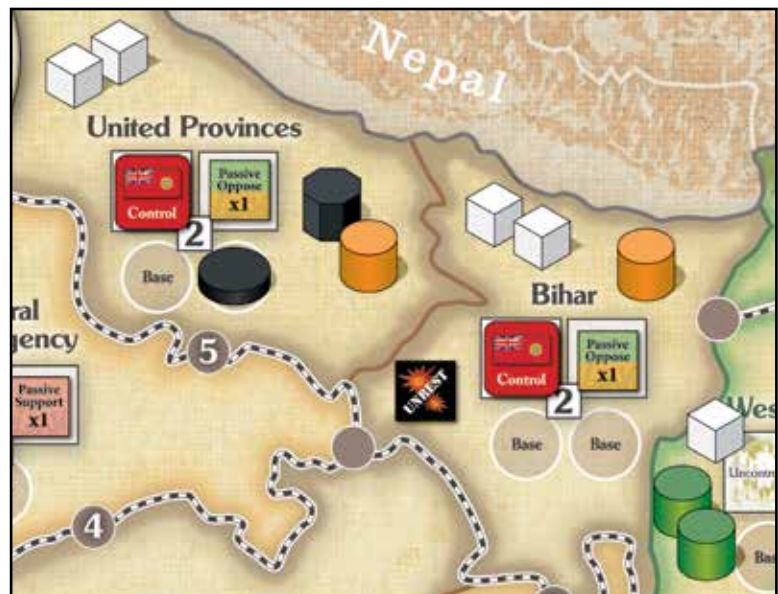 Nepal
United Provinces
Control
Passive
Oppose
x1
2
Base
5
ral
gency
Passive
Support
x1
4
Bihar
UNREST
Control
Passive
Oppose
x1
2
Base
Base
Wes
Uncontr
Ba